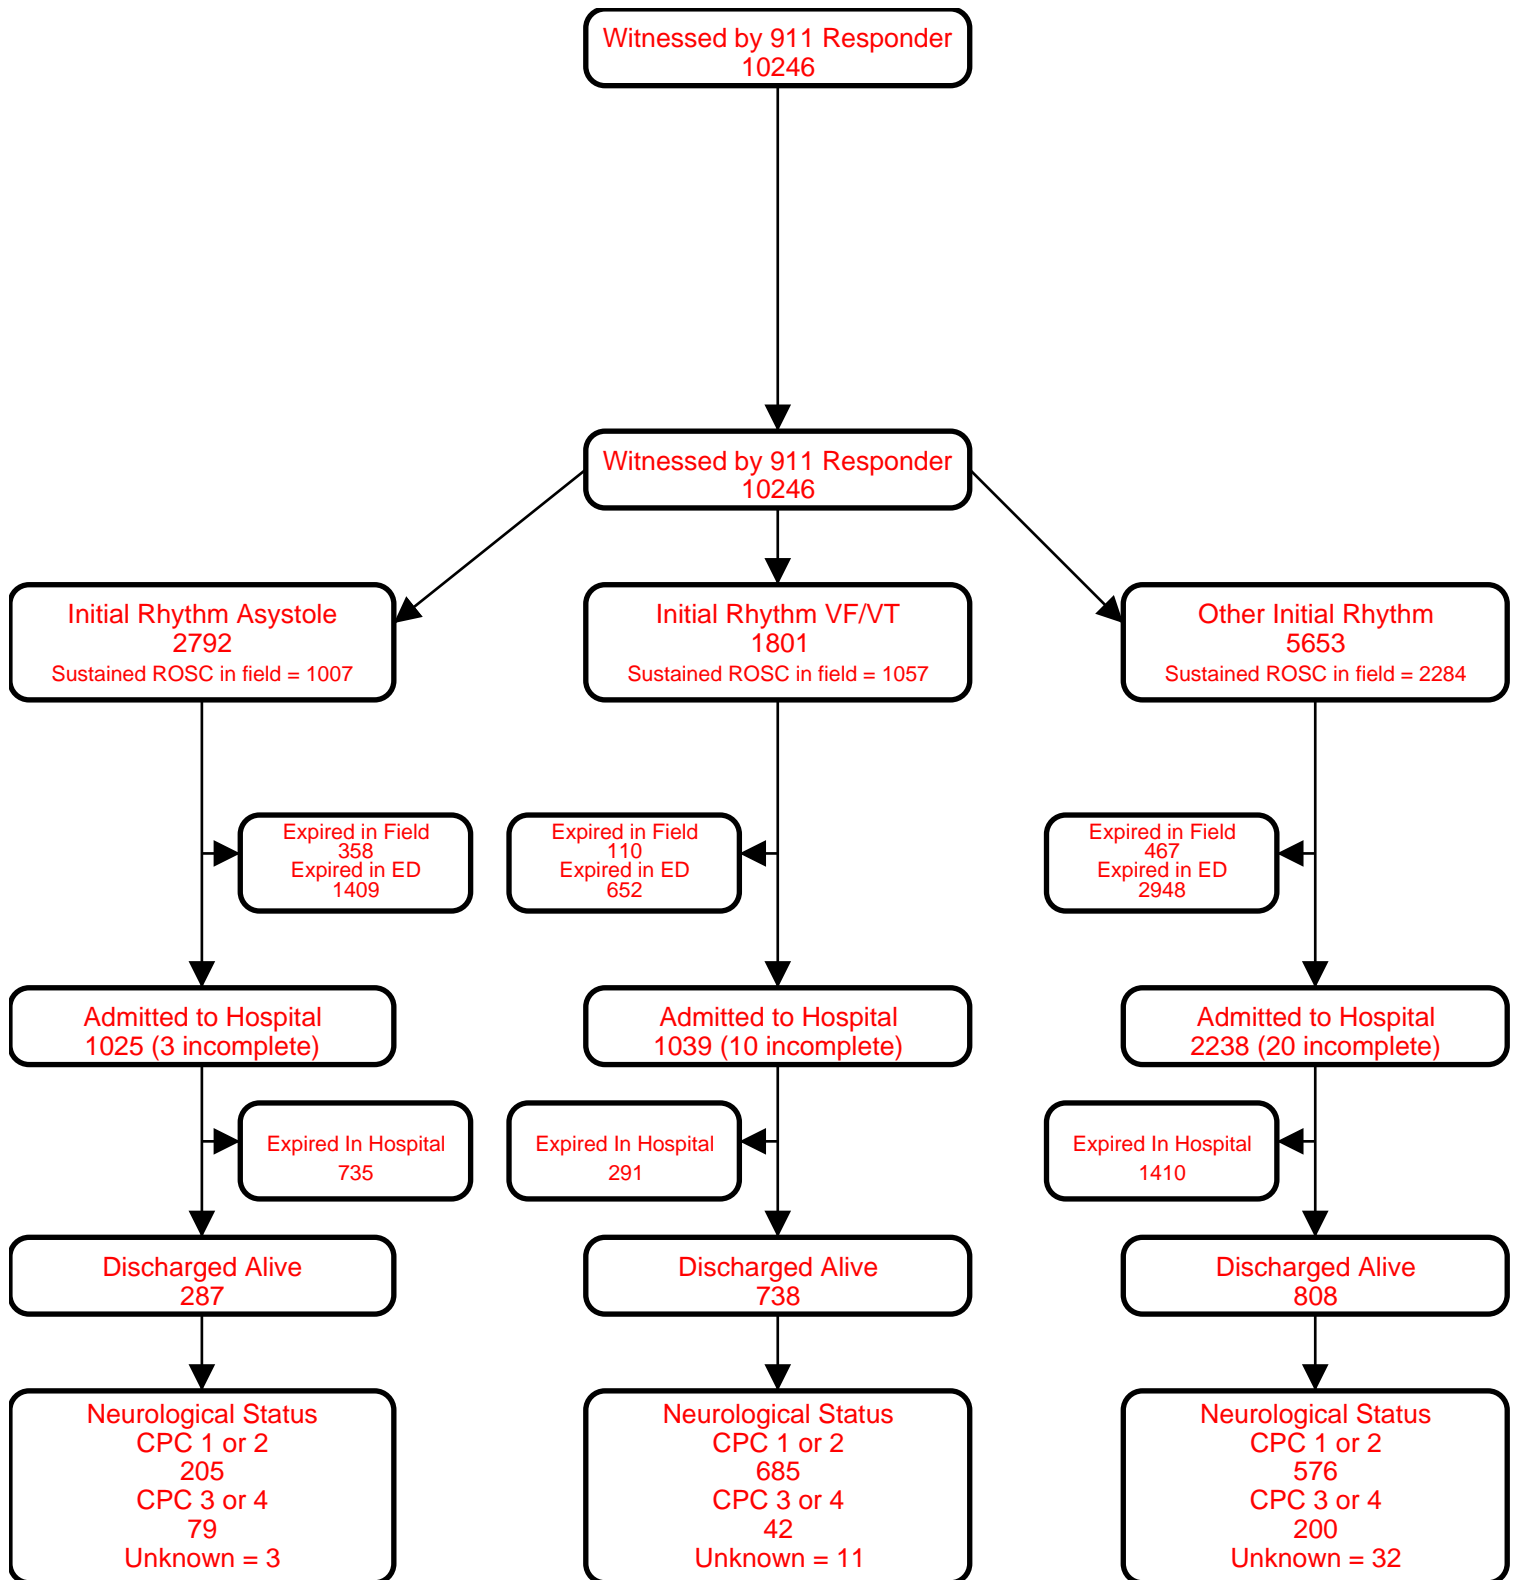 Witnessed by 911 Responder
10246
Witnessed by 911 Responder
10246
Initial Rhythm Asystole
2792
Sustained ROSC in field = 1007
Initial Rhythm VF/VT
1801
Sustained ROSC in field = 1057
Other Initial Rhythm
5653
Sustained ROSC in field = 2284
Expired in Field
358
Expired in ED
1409
Expired in Field
110
Expired in ED
652
Expired in Field
467
Expired in ED
2948
Admitted to Hospital
1025 (3 incomplete)
Admitted to Hospital
1039 (10 incomplete)
Admitted to Hospital
2238 (20 incomplete)
Expired In Hospital
735
Expired In Hospital
291
Expired In Hospital
1410
Discharged Alive
287
Discharged Alive
738
Discharged Alive
808
Neurological Status
CPC 1 or 2
205
CPC 3 or 4
79
Unknown = 3
Neurological Status
CPC 1 or 2
685
CPC 3 or 4
42
Unknown = 11
Neurological Status
CPC 1 or 2
576
CPC 3 or 4
200
Unknown = 32